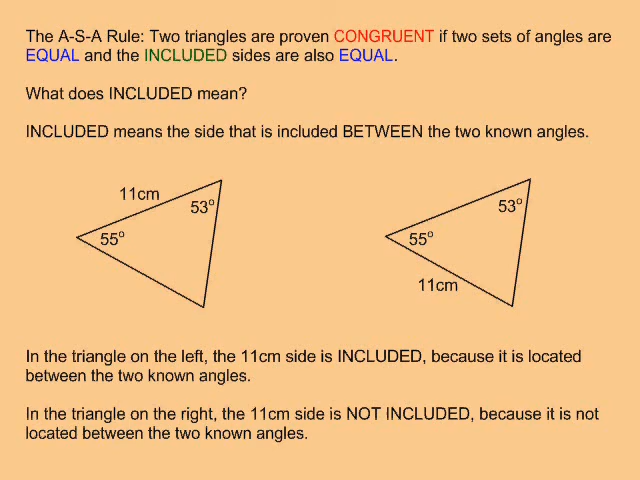 The A-S-A Rule: Two triangles are proven CONGRUENT if two sets of angles are
EQUAL and the INCLUDED sides are also EQUAL.
What does INCLUDED mean?
INCLUDED means the side that is included BETWEEN the two known angles.
11cm
53°
55°
53°
55°
11cm
In the triangle on the left, the 11cm side is INCLUDED, because it is located
between the two known angles.
In the triangle on the right, the 11cm side is NOT INCLUDED, because it is not
located between the two known angles.